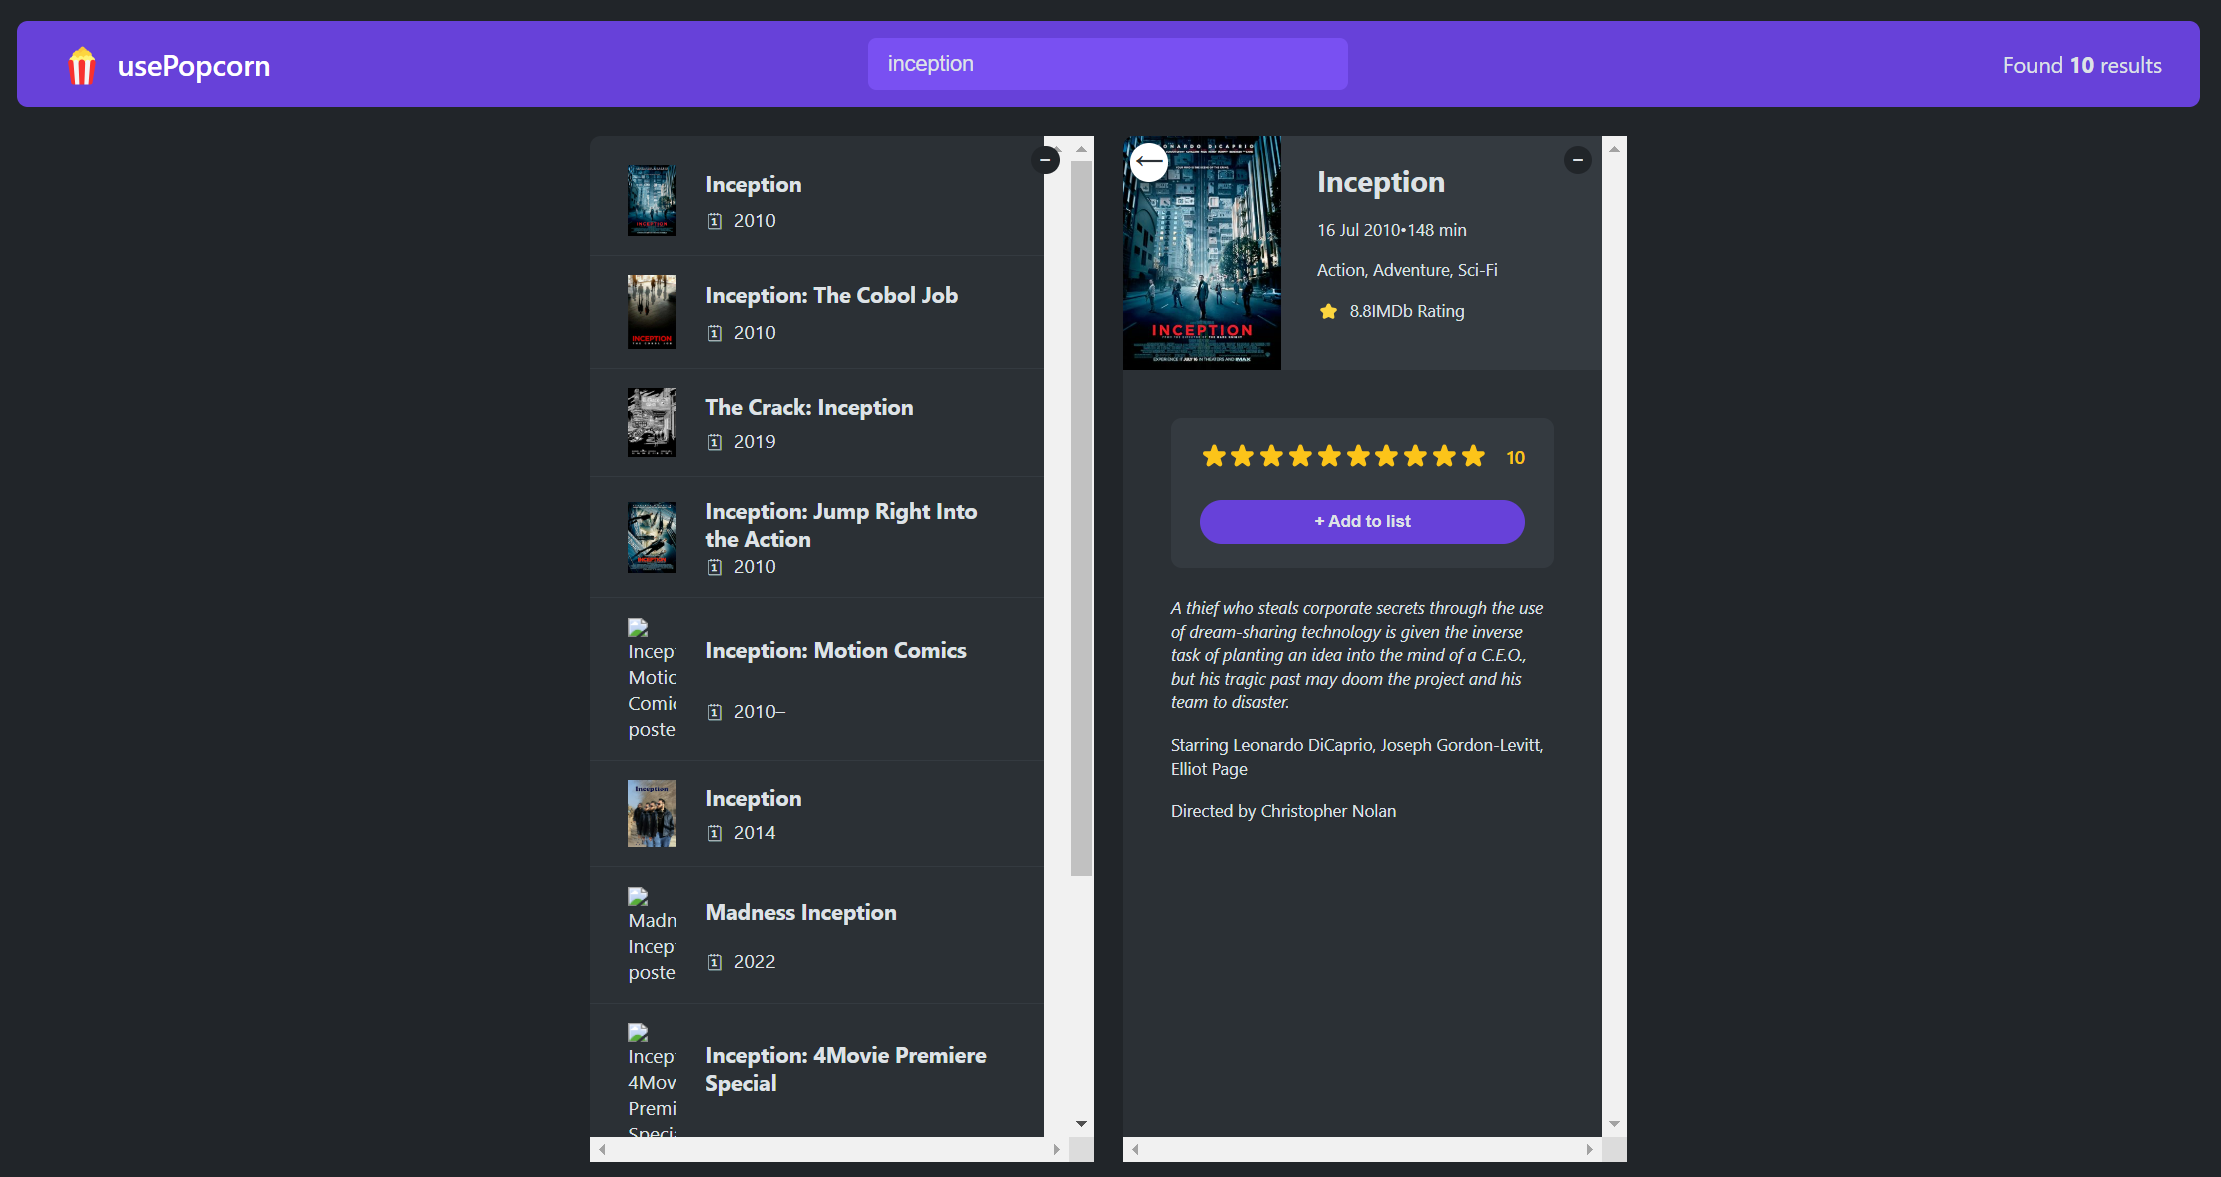 usePopcorn
inception
Found 10 results
Inception
2010
Inception: The Cobol Job
2010
The Crack: Inception
2019
Inception: Jump Right Into
the Action
2010
Incep
Motic
Comic
poste
Inception: Motion Comics
2010–
Inception
Inception
2014
Madn
Incep
poste
Madness Inception
2022
Incep
4Mov
Premi
Speci
Inception: 4Movie Premiere
Special
INCEPTION
Inception
16 Jul 2010•148 min
Action, Adventure, Sci-Fi
8.8IMDb Rating
10
+ Add to list
A thief who steals corporate secrets through the use
of dream-sharing technology is given the inverse
task of planting an idea into the mind of a C.E.O.,
but his tragic past may doom the project and his
team to disaster.
Starring Leonardo DiCaprio, Joseph Gordon-Levitt,
Elliot Page
Directed by Christopher Nolan